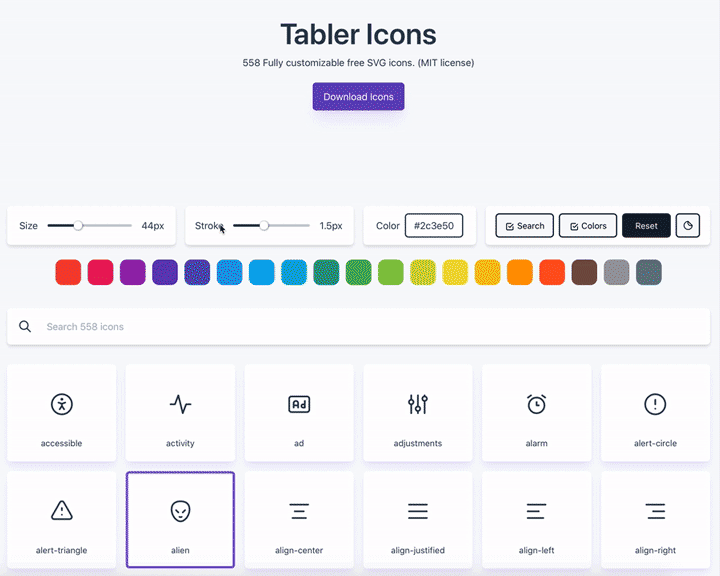 Tabler Icons
558 Fully customizable free SVG icons. (MIT license)
Download Icons
Size 44px Stroke 1.5px Color #2c3e50 Search Colors Reset
Search 558 icons
Ad
accessible activity ad adjustments alarm alert-circle
alert-triangle alien align-center align-justified align-left align-right